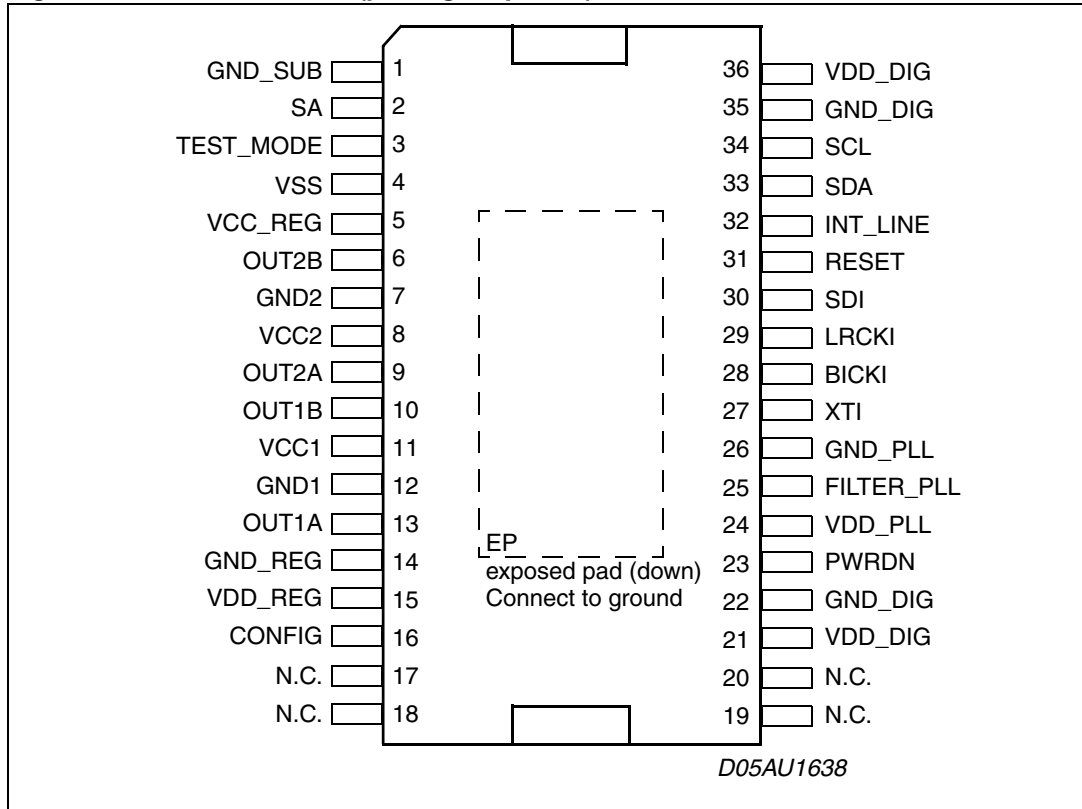 GND_SUB 1 36 VDD_DIG
SA 2 35 GND_DIG
TEST_MODE 3 34 SCL
VSS 4 33 SDA
VCC_REG 5 32 INT_LINE
OUT2B 6 31 RESET
GND2 7 30 SDI
VCC2 8 29 LRCKI
OUT2A 9 28 BICKI
OUT1B 10 27 XTI
VCC1 11 26 GND_PLL
GND1 12 25 FILTER_PLL
OUT1A 13 24 VDD_PLL
EP
GND_REG 14 exposed pad (down) 23 PWRDN
VDD_REG 15 Connect to ground 22 GND_DIG
CONFIG 16 21 VDD_DIG
N.C. 17 20 N.C.
N.C. 18 19 N.C.
D05AU1638